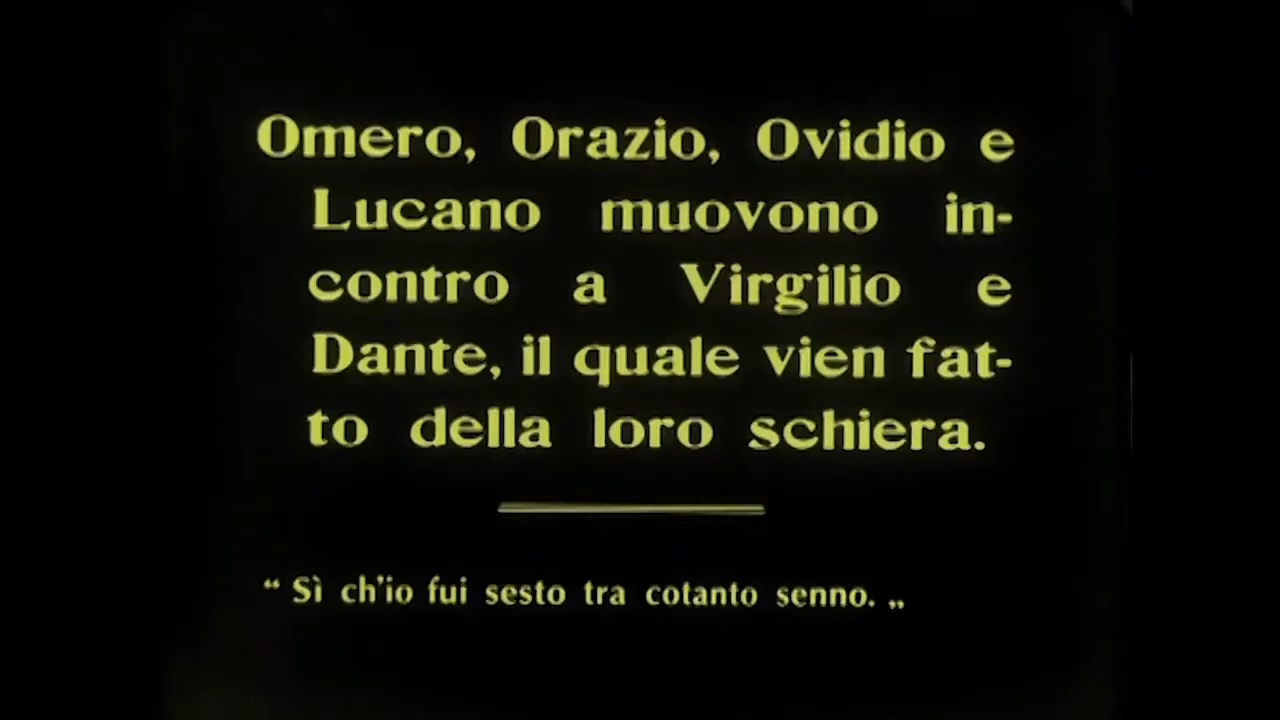 Omero, Orazio, Ovidio e
Lucano muovono in-
contro a Virgilio e
Dante, il quale vien fat-
to della loro schiera.
“ Sì ch'io fui sesto tra cotanto senno. „